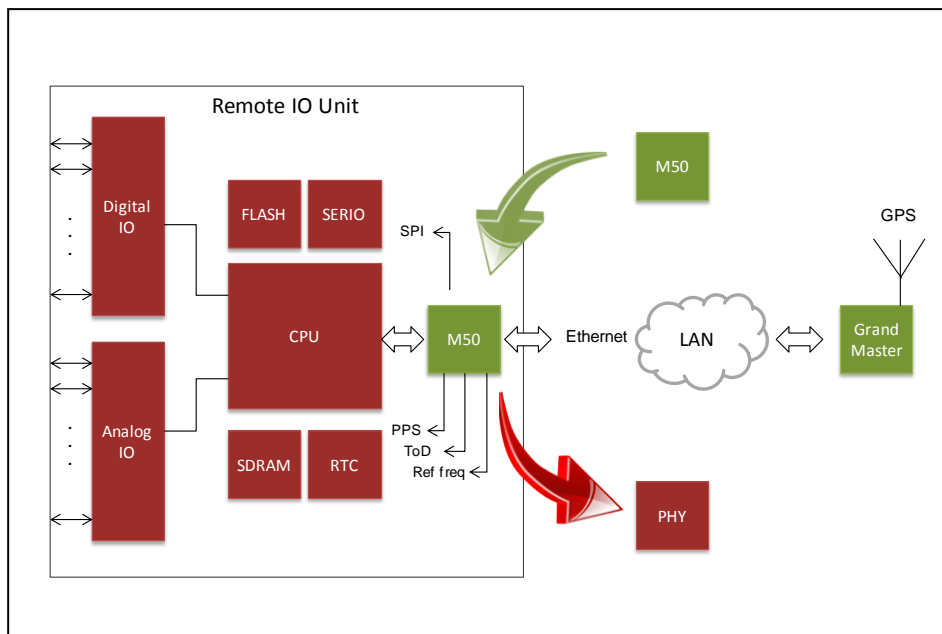 Remote IO Unit
M50
GPS
Digital
IO
FLASH
SERIO
SPI
CPU
M50
Ethernet
LAN
Grand
Master
Analog
IO
PPS
ToD
Ref freq
SDRAM
RTC
PHY